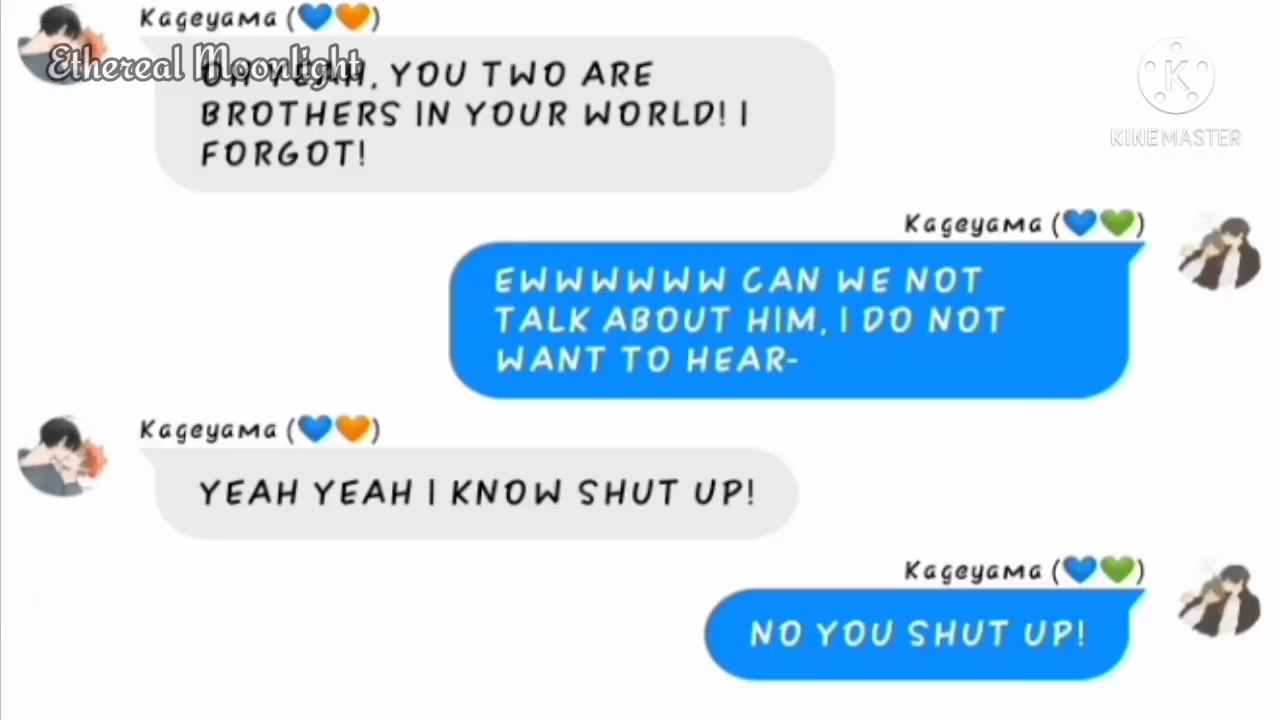 Kageyama (💙🧡)
Ethereal Moonlight
OH YEAH, YOU TWO ARE
BROTHERS IN YOUR WORLD! I
FORGOT!
K
KINEMASTER
Kageyama (💙💚)
EWWWWWW CAN WE NOT
TALK ABOUT HIM, I DO NOT
WANT TO HEAR-
Kageyama (💙🧡)
YEAH YEAH I KNOW SHUT UP!
Kageyama (💙💚)
NO YOU SHUT UP!